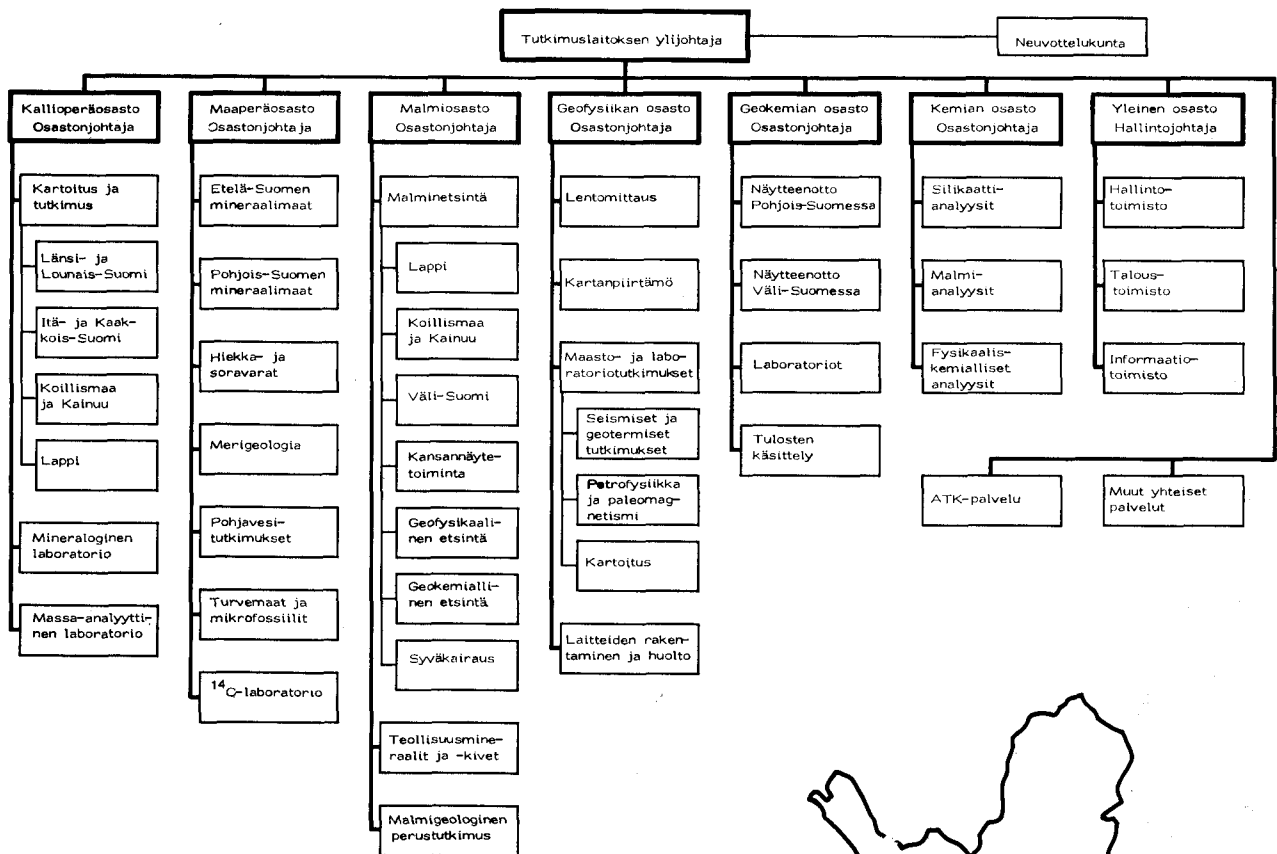 Tutkimuslaitoksen ylijohtaja
Neuvottelukunta
Kallioperäosasto
Osastonjohtaja
Kartoitus ja
tutkimus
Länsi- ja
Lounais-Suomi
Itä- ja Kaak-
kois-Suomi
Koillismaa
ja Kainuu
Lappi
Mineraloginen
laboratorio
Massa-analyytti-
nen laboratorio
Maaperäosasto
Osastonjohtaja
Etelä-Suomen
mineraalimaat
Pohjois-Suomen
mineraalimaat
Hiekka- ja
soravarat
Merigeologia
Pohjavesi-
tutkimukset
Turvemaat ja
mikrofossiilit
14C-laboratorio
Malmiosasto
Osastonjohtaja
Malminetsintä
Lappi
Koillismaa
ja Kainuu
Väli-Suomi
Kansannäyte-
toiminta
Geofysikaali-
nen etsintä
Geokemialli-
nen etsintä
Syväkairaus
Teollisuusmine-
raalit ja -kivet
Malmigeologinen
perustutkimus
Geofysiikan osasto
Osastonjohtaja
Lentomittaus
Kartanpiirtämö
Maasto- ja labo-
ratoriotutkimukset
Seismiset ja
geotermiset
tutkimukset
Petrofysiikka
ja paleomag-
netismi
Kartoitus
Laitteiden raken-
taminen ja huolto
Geokemian osasto
Osastonjohtaja
Näytteenotto
Pohjois-Suomessa
Näytteenotto
Väli-Suomessa
Laboratoriot
Tulosten
käsittely
Kemian osasto
Osastonjohtaja
Silikaatti-
analyysit
Malmi-
analyysit
Fysikaalis-
kemialliset
analyysit
Yleinen osasto
Hallintojohtaja
Hallinto-
toimisto
Talous-
toimisto
Informaatio-
toimisto
ATK-palvelu
Muut yhteiset
palvelut